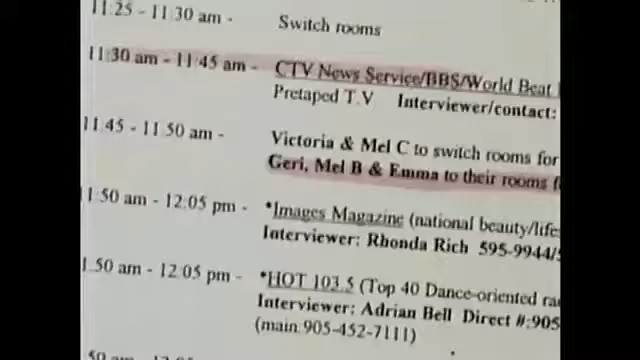 11:25 - 11:30 am - Switch rooms
11:30 am - 11:45 am - CTV News Service/BBS/World Beat
Pretaped T.V Interviewer/contact:
11.45 - 11.50 am - Victoria & Mel C to switch rooms for
Geri, Mel B & Emma to their rooms f
1:50 am - 12:05 pm - *Images Magazine (national beauty/life
Interviewer: Rhonda Rich 595-9944/
1.50 am - 12:05 pm - *HOT 103.5 (Top 40 Dance-oriented ra
Interviewer: Adrian Bell Direct #:905
(main 905-452-7111)